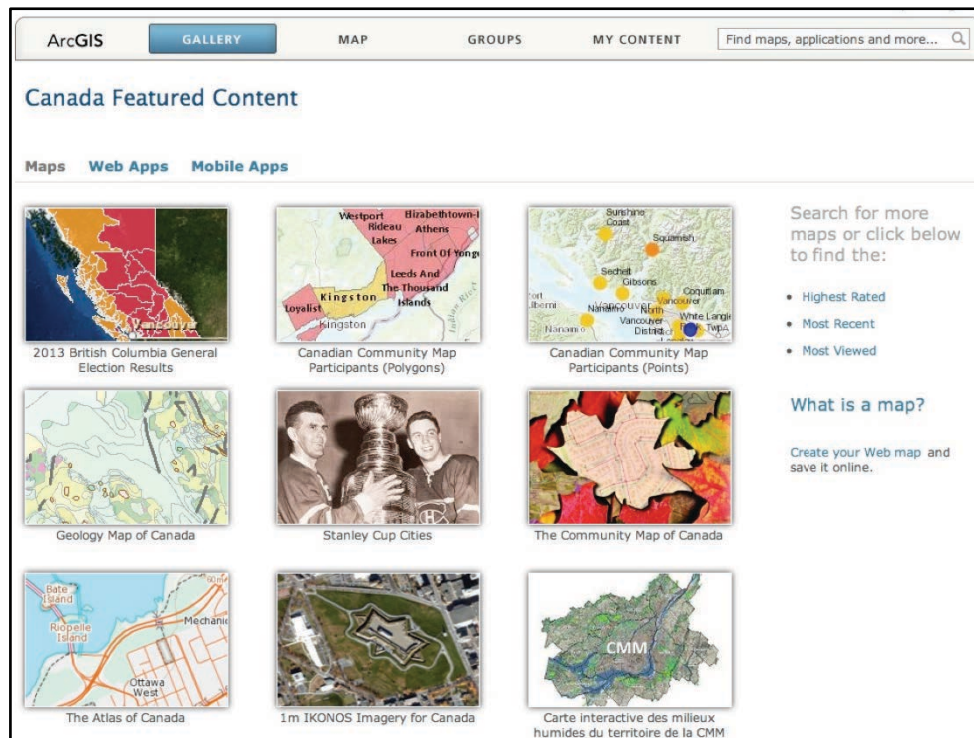 ArcGIS GALLERY MAP GROUPS MY CONTENT Find maps, applications and more...
Canada Featured Content
Maps Web Apps Mobile Apps
Westport
Rideau
Lakes
Elizabethtown-
Athens
Front Of Yonge
Leeds And
The Thousand
Islands
Kingston
Loyalist
Kingston
Sunshine
Coast
Squamish
Sechelt
Gibsons
Coquitlam
Vancouver
Vancouver
Nanaimo
North
Vancouver
District
White
Nanaimo
Vancouver
2013 British Columbia General
Election Results
Canadian Community Map
Participants (Polygons)
Canadian Community Map
Participants (Points)
Search for more
maps or click below
to find the:
• Highest Rated
• Most Recent
• Most Viewed
What is a map?
Create your Web map and
save it online.
Geology Map of Canada
Stanley Cup Cities
The Community Map of Canada
60m
Bate
Island
Riopelle
Island
Mechanic
Ottawa
West
CMM
The Atlas of Canada
1m IKONOS Imagery for Canada
Carte interactive des milieux
humides du territoire de la CMM